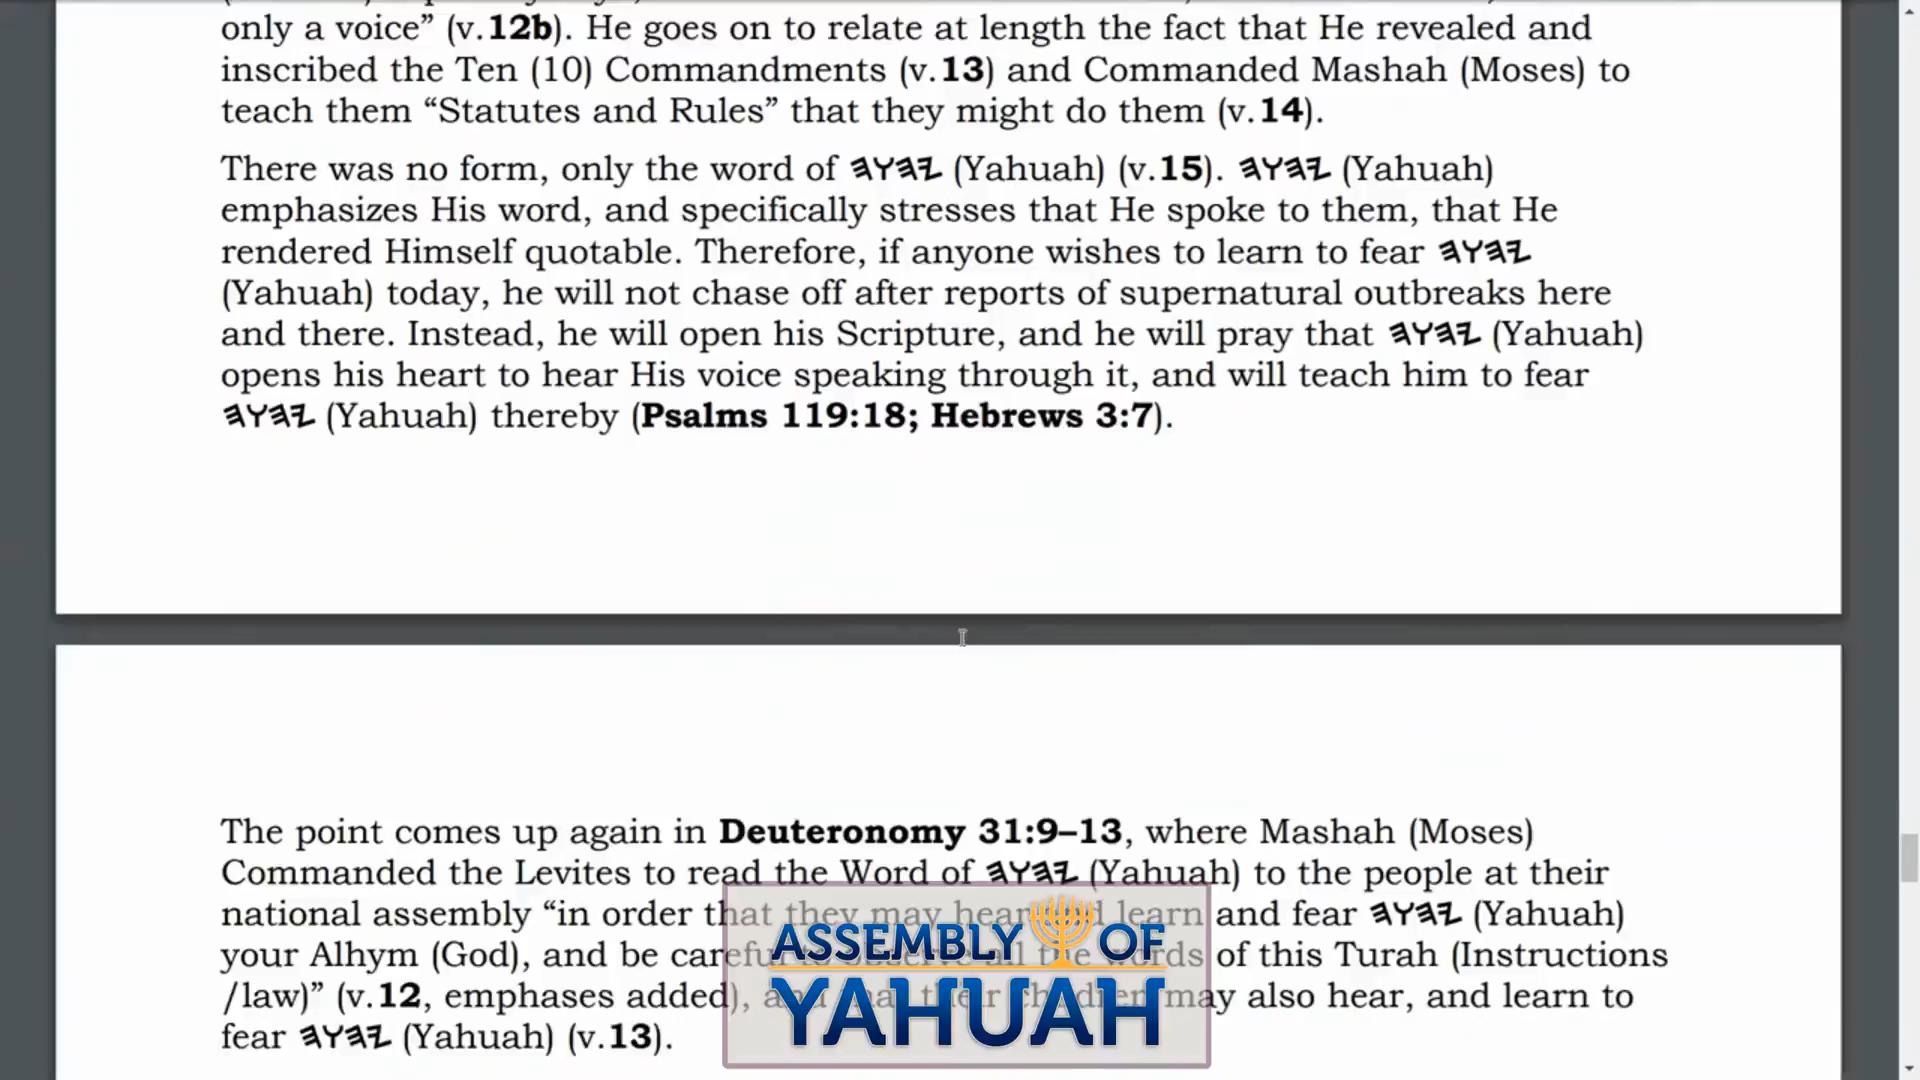 only a voice” (v.12b). He goes on to relate at length the fact that He revealed and
inscribed the Ten (10) Commandments (v.13) and Commanded Mashah (Moses) to
teach them “Statutes and Rules” that they might do them (v.14).
There was no form, only the word of 𐤉𐤄𐤅𐤄 (Yahuah) (v.15). 𐤉𐤄𐤅𐤄 (Yahuah)
emphasizes His word, and specifically stresses that He spoke to them, that He
rendered Himself quotable. Therefore, if anyone wishes to learn to fear 𐤉𐤄𐤅𐤄
(Yahuah) today, he will not chase off after reports of supernatural outbreaks here
and there. Instead, he will open his Scripture, and he will pray that 𐤉𐤄𐤅𐤄 (Yahuah)
opens his heart to hear His voice speaking through it, and will teach him to fear
𐤉𐤄𐤅𐤄 (Yahuah) thereby (Psalms 119:18; Hebrews 3:7).
The point comes up again in Deuteronomy 31:9–13, where Mashah (Moses)
Commanded the Levites to read the Word of 𐤉𐤄𐤅𐤄 (Yahuah) to the people at their
national assembly “in order that they may hear and learn and fear 𐤉𐤄𐤅𐤄 (Yahuah)
your Alhym (God), and be careful to observe all the words of this Turah (Instructions
/law)” (v.12, emphases added), and that their children may also hear, and learn to
fear 𐤉𐤄𐤅𐤄 (Yahuah) (v.13).
ASSEMBLY OF
YAHUAH